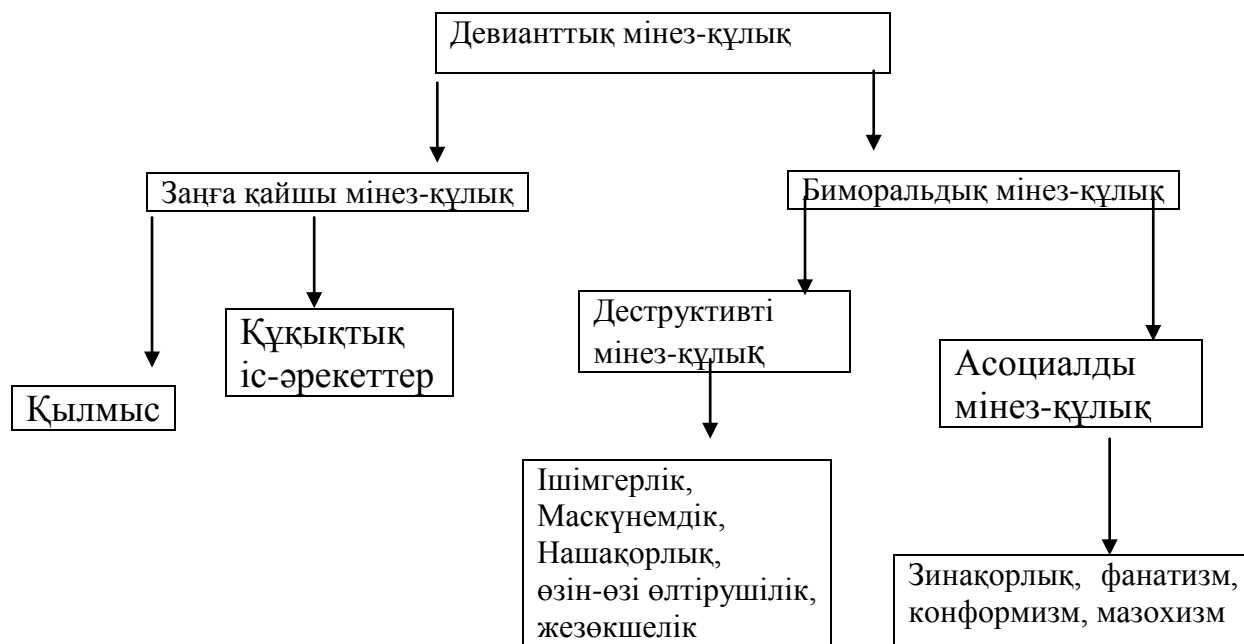 Девианттық мінез-құлық
Заңға қайшы мінез-құлық
Биморальдық мінез-құлық
Қылмыс
Құқықтық
іс-әрекеттер
Деструктивті
мінез-құлық
Асоциалды
мінез-құлық
Ішімгерлік,
Маскүнемдік,
Нашақорлық,
өзін-өзі өлтірушілік,
жезөкшелік
Зинақорлық, фанатизм,
конформизм, мазохизм